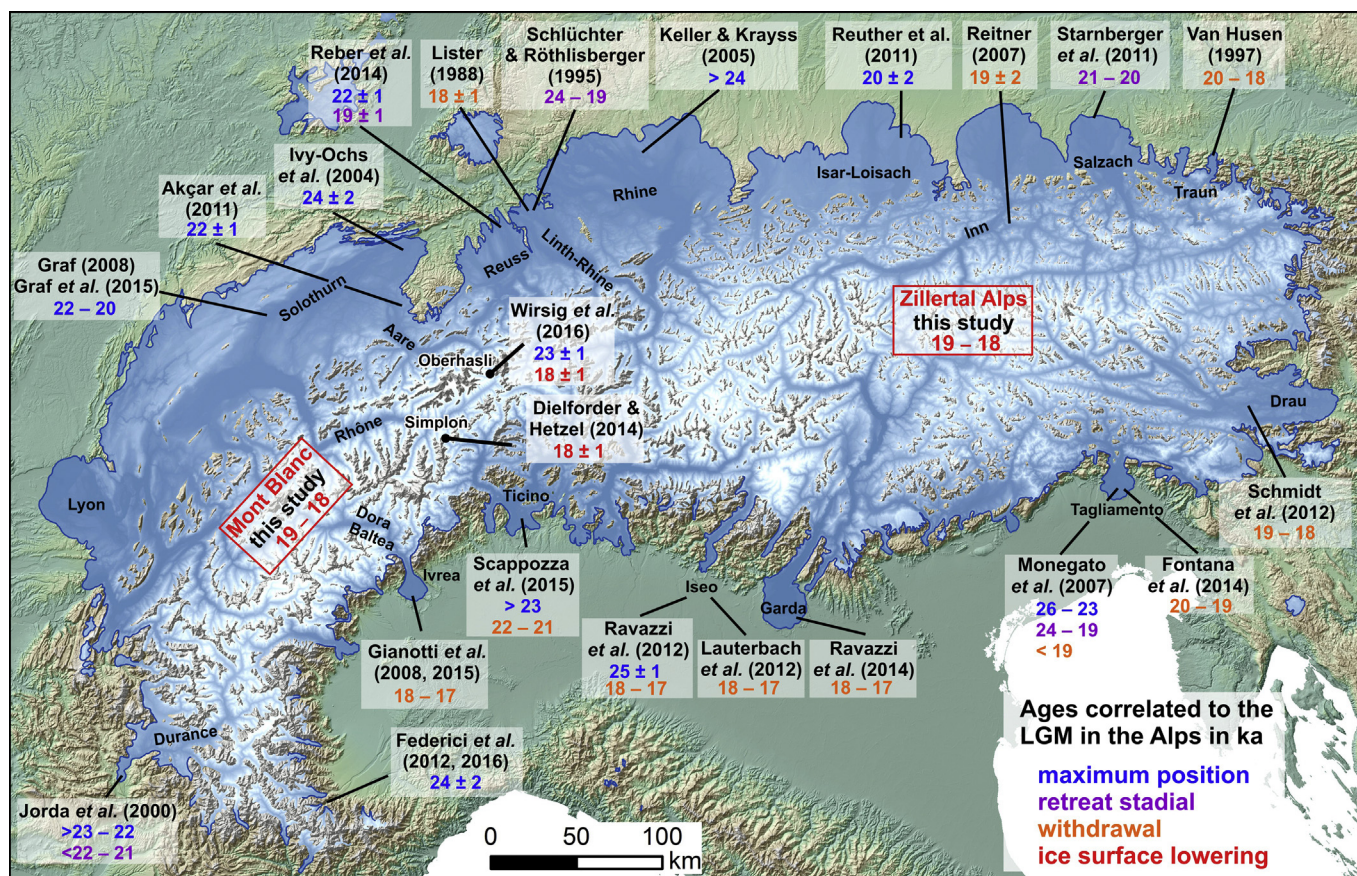 Reber et al.
(2014)
22 ± 1
19 ± 1
Lister
(1988)
18 ± 1
Schlüchter
& Röthlisberger
(1995)
24 – 19
Keller & Krayss
(2005)
> 24
Reuther et al.
(2011)
20 ± 2
Reitner
(2007)
19 ± 2
Starnberger
et al. (2011)
21 – 20
Van Husen
(1997)
20 – 18
Ivy-Ochs
et al. (2004)
24 ± 2
Akçar et al.
(2011)
22 ± 1
Graf (2008)
Graf et al. (2015)
22 – 20
Solothurn
Aare
Reuss
Linth-Rhine
Rhine
Isar-Loisach
Inn
Salzach
Traun
Oberhasli
Wirsig et al.
(2016)
23 ± 1
18 ± 1
Zillertal Alps
this study
19 – 18
Rhône
Simplon
Dielforder &
Hetzel (2014)
18 ± 1
Drau
Lyon
Mont Blanc
this study
19 – 18
Dora
Baltea
Ivrea
Ticino
Iseo
Garda
Tagliamento
Schmidt
et al. (2012)
19 – 18
Gianotti et al.
(2008, 2015)
18 – 17
Scappozza
et al. (2015)
> 23
22 – 21
Ravazzi
et al. (2012)
25 ± 1
18 – 17
Lauterbach
et al. (2012)
18 – 17
Ravazzi
et al. (2014)
18 – 17
Monegato
et al. (2007)
26 – 23
24 – 19
< 19
Fontana
et al. (2014)
20 – 19
Durance
Federici et al.
(2012, 2016)
24 ± 2
Jorda et al. (2000)
>23 – 22
<22 – 21
0 50 100
km
Ages correlated to the
LGM in the Alps in ka
maximum position
retreat stadial
withdrawal
ice surface lowering